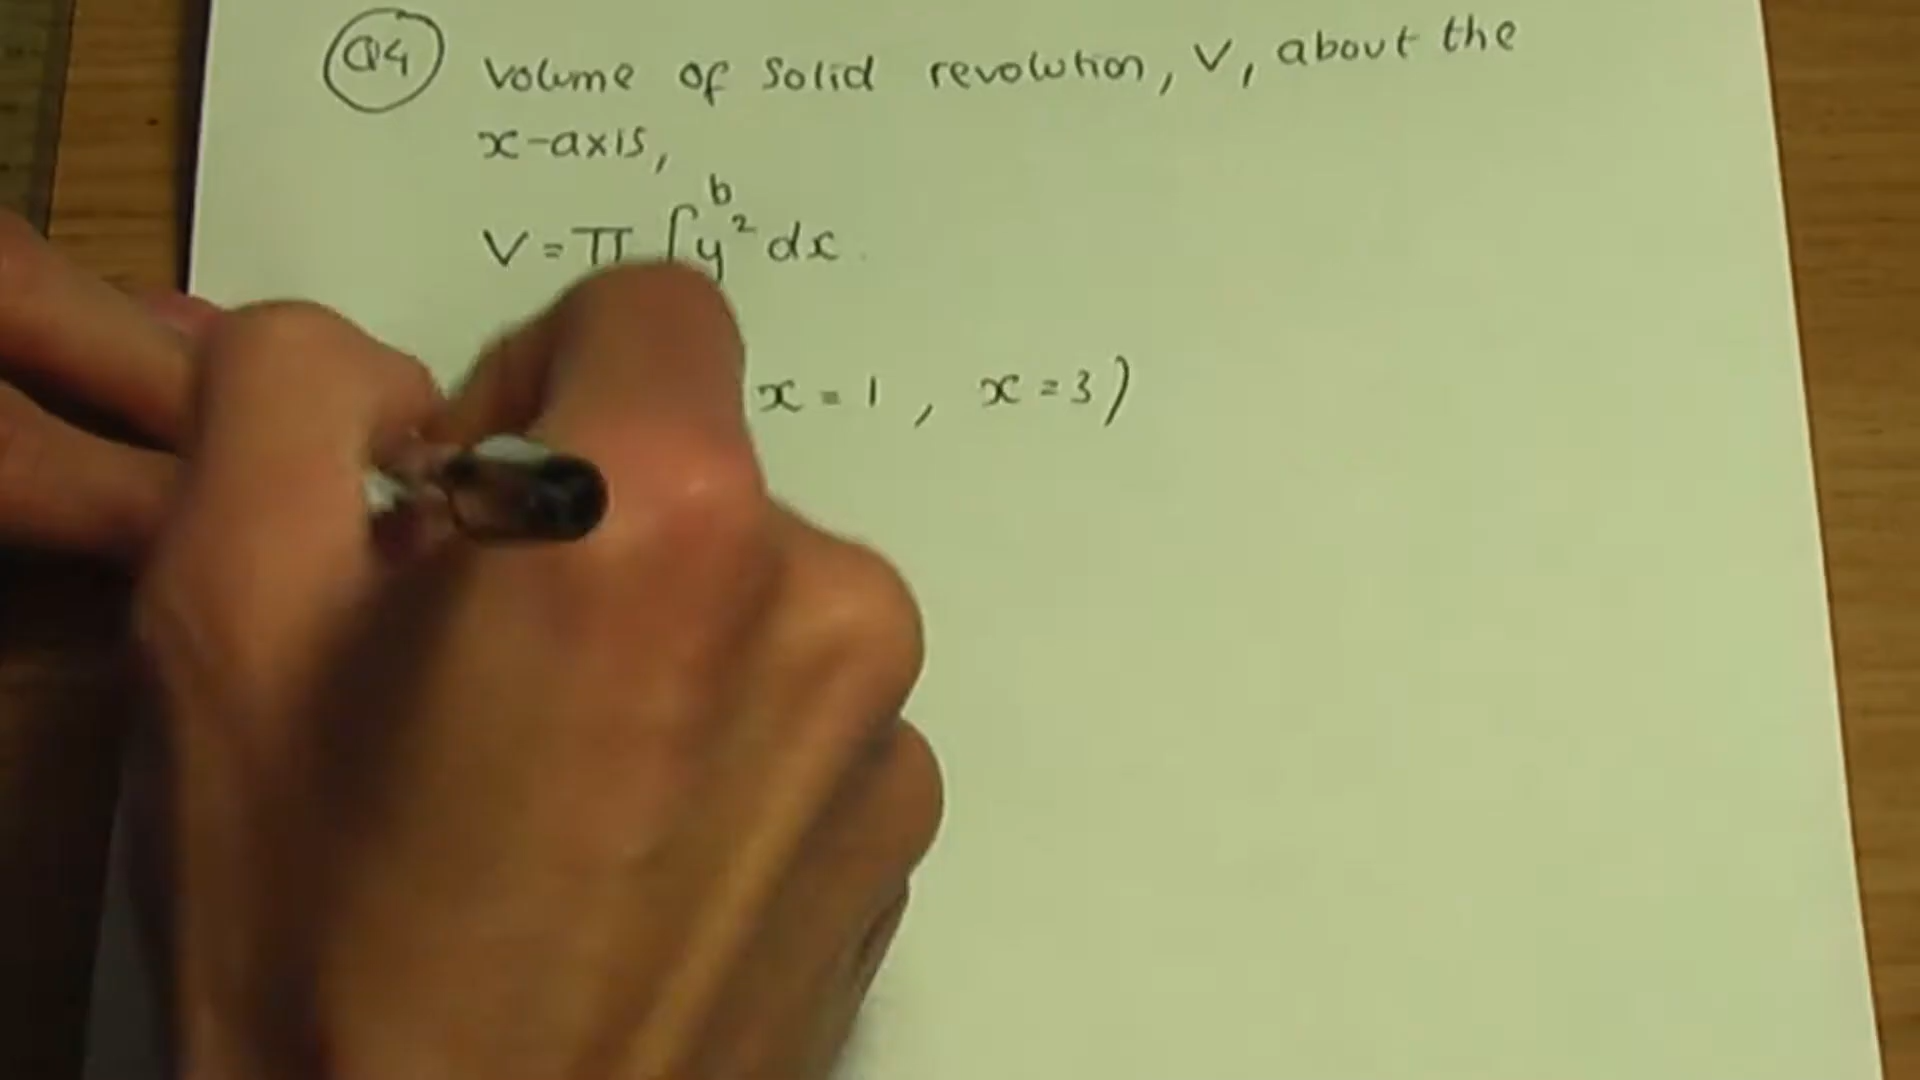 Q4 Volume of Solid revolution, V, about the
x-axis,
V = π ∫ᵇ y² dx.
x = 1 , x = 3)